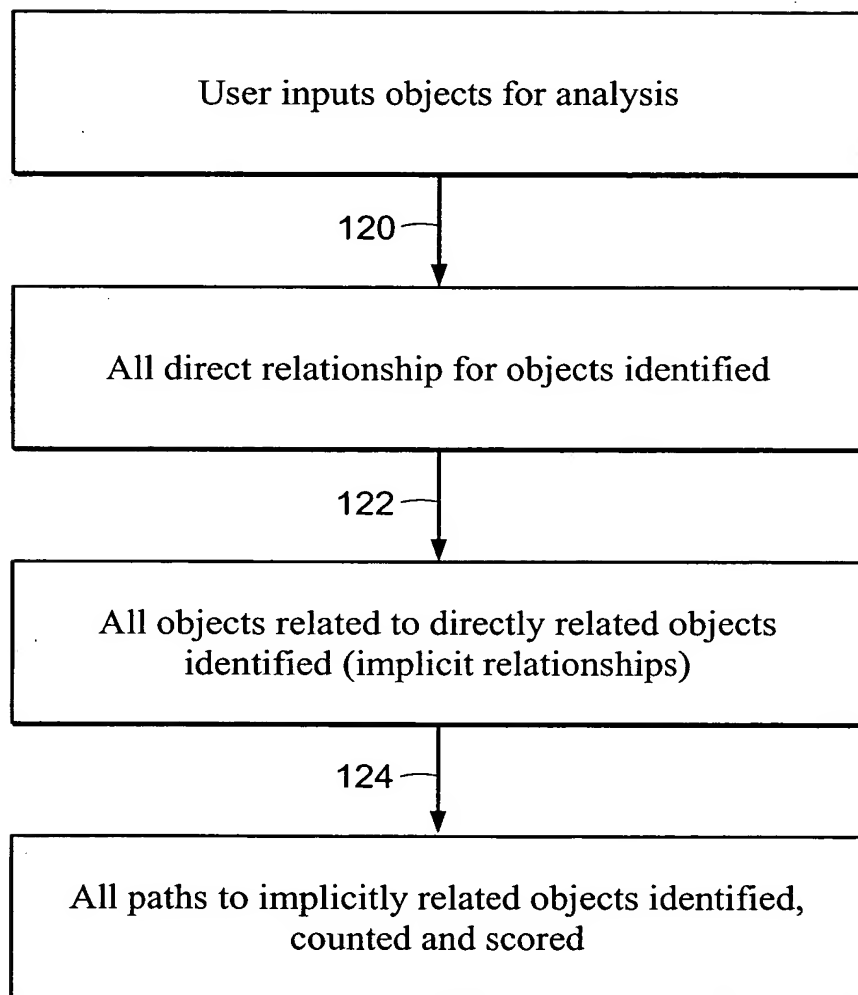 User inputs objects for analysis
120
All direct relationship for objects identified
122
All objects related to directly related objects
identified (implicit relationships)
124
All paths to implicitly related objects identified,
counted and scored